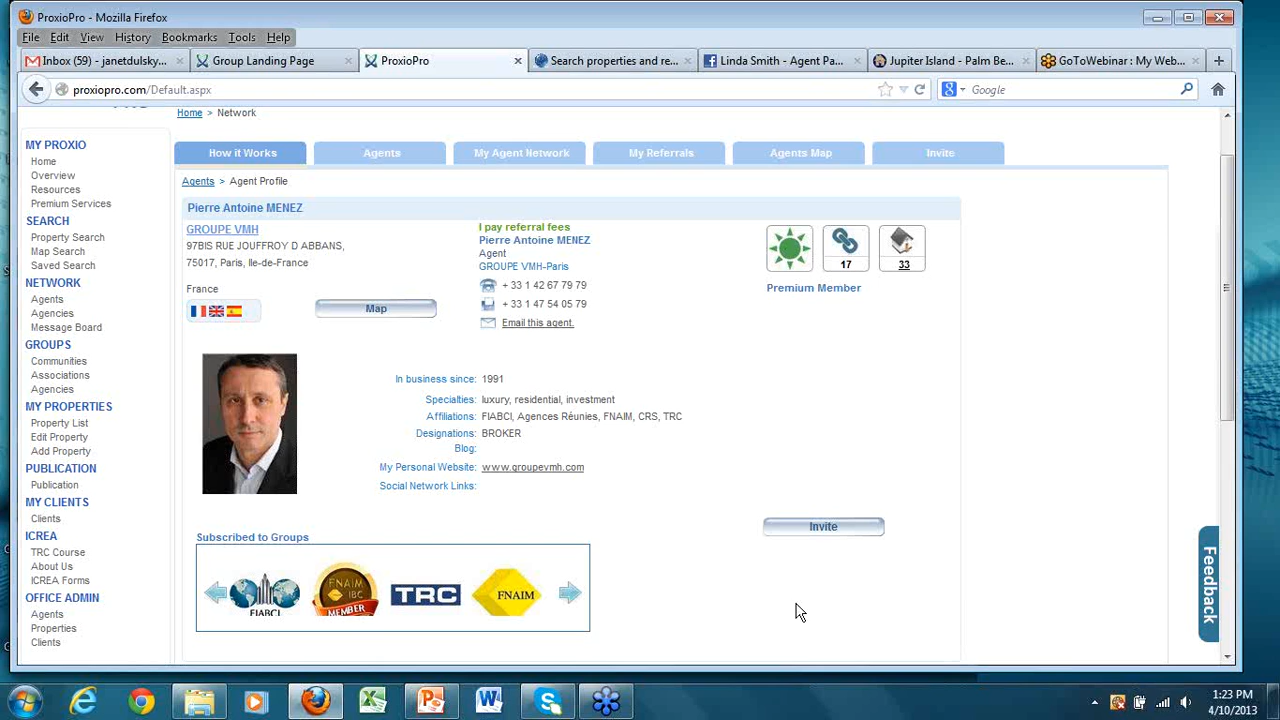 ProxioPro - Mozilla Firefox
File Edit View History Bookmarks Tools Help
Inbox (59) - janetdulsky... Group Landing Page ProxioPro Search properties and re... Linda Smith - Agent Pa... Jupiter Island - Palm Be... GoToWebinar : My Web...
proxiopro.com/Default.aspx Google
Home > Network
MY PROXIO
Home
Overview
Resources
Premium Services
SEARCH
Property Search
Map Search
Saved Search
NETWORK
Agents
Agencies
Message Board
GROUPS
Communities
Associations
Agencies
MY PROPERTIES
Property List
Edit Property
Add Property
PUBLICATION
Publication
MY CLIENTS
Clients
ICREA
TRC Course
About Us
ICREA Forms
OFFICE ADMIN
Agents
Properties
Clients
How it Works Agents My Agent Network My Referrals Agents Map Invite
Agents > Agent Profile
Pierre Antoine MENEZ
GROUPE VMH
97BIS RUE JOUFFROY D ABBANS,
75017, Paris, Ile-de-France
France
Map
I pay referral fees
Pierre Antoine MENEZ
Agent
GROUPE VMH-Paris
+ 33 1 42 67 79 79
+ 33 1 47 54 05 79
Email this agent.
17 33
Premium Member
In business since: 1991
Specialties: luxury, residential, investment
Affiliations: FIABCI, Agences Réunies, FNAIM, CRS, TRC
Designations: BROKER
Blog:
My Personal Website: www.groupevmh.com
Social Network Links:
Invite
Subscribed to Groups
FIABCI
FNAIM
IBC
MEMBER
TRC
FNAIM
Feedback
1:23 PM
4/10/2013